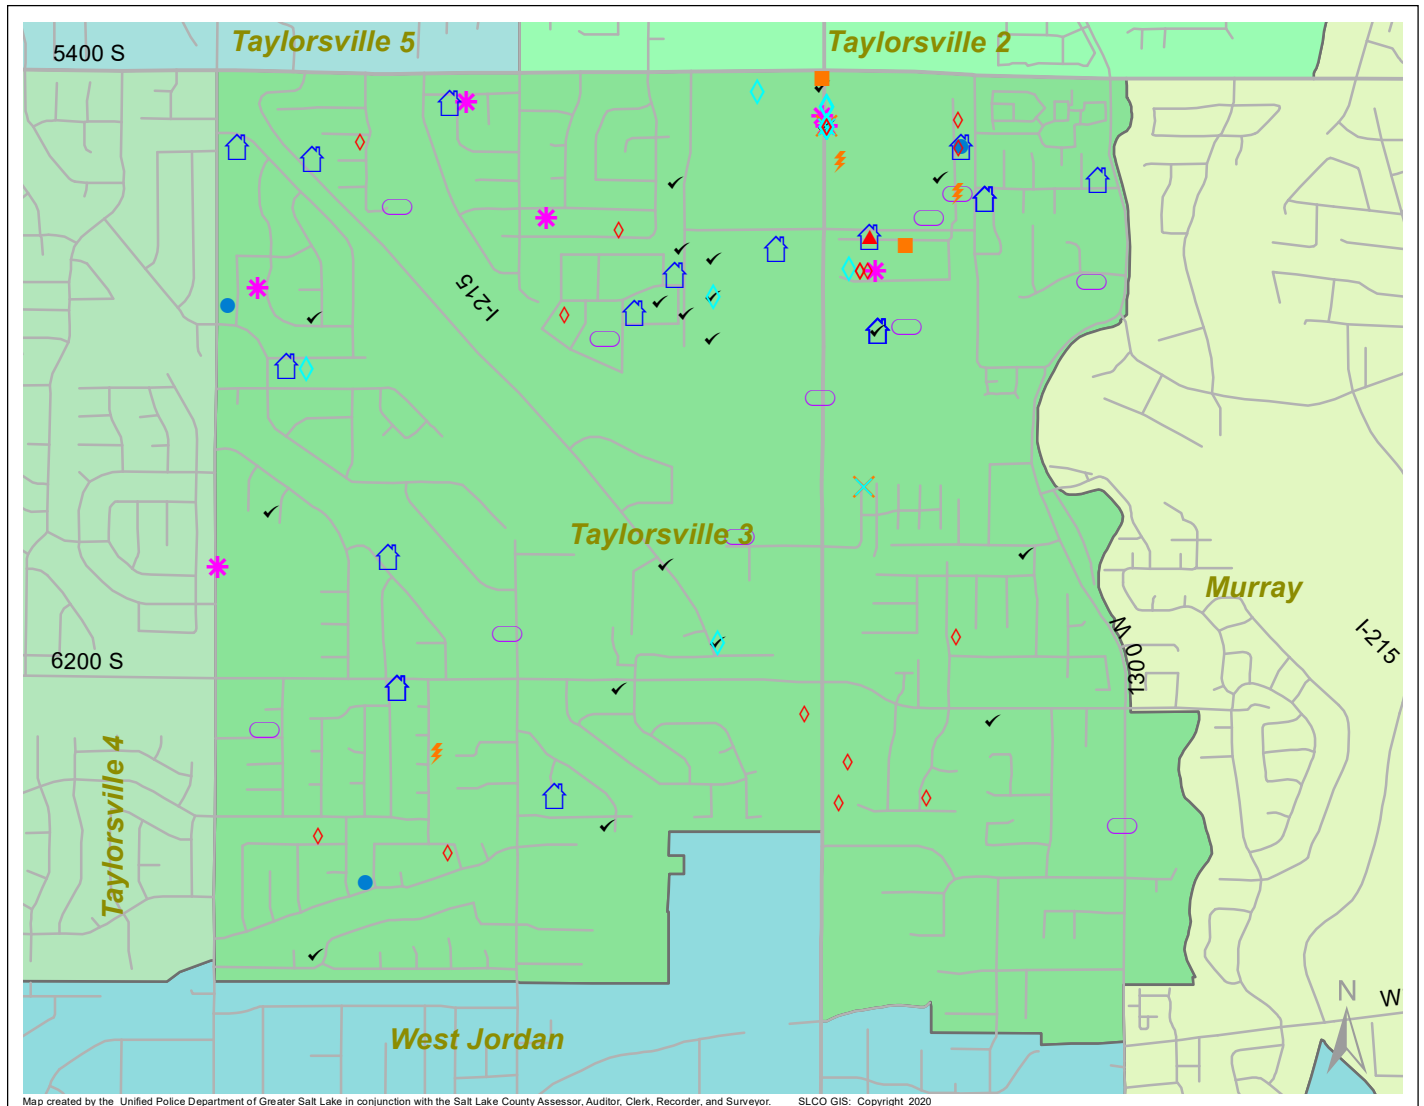 Taylorsville 5
Taylorsville 2
5400 S
I-215
Taylorsville 3
Murray
1300 W
I-215
6200 S
Taylorsville 4
N
W
West Jordan
Map created by the Unified Police Department of Greater Salt Lake in conjunction with the Salt Lake County Assessor, Auditor, Clerk, Recorder, and Surveyor. SLCO GIS: Copyright 2020